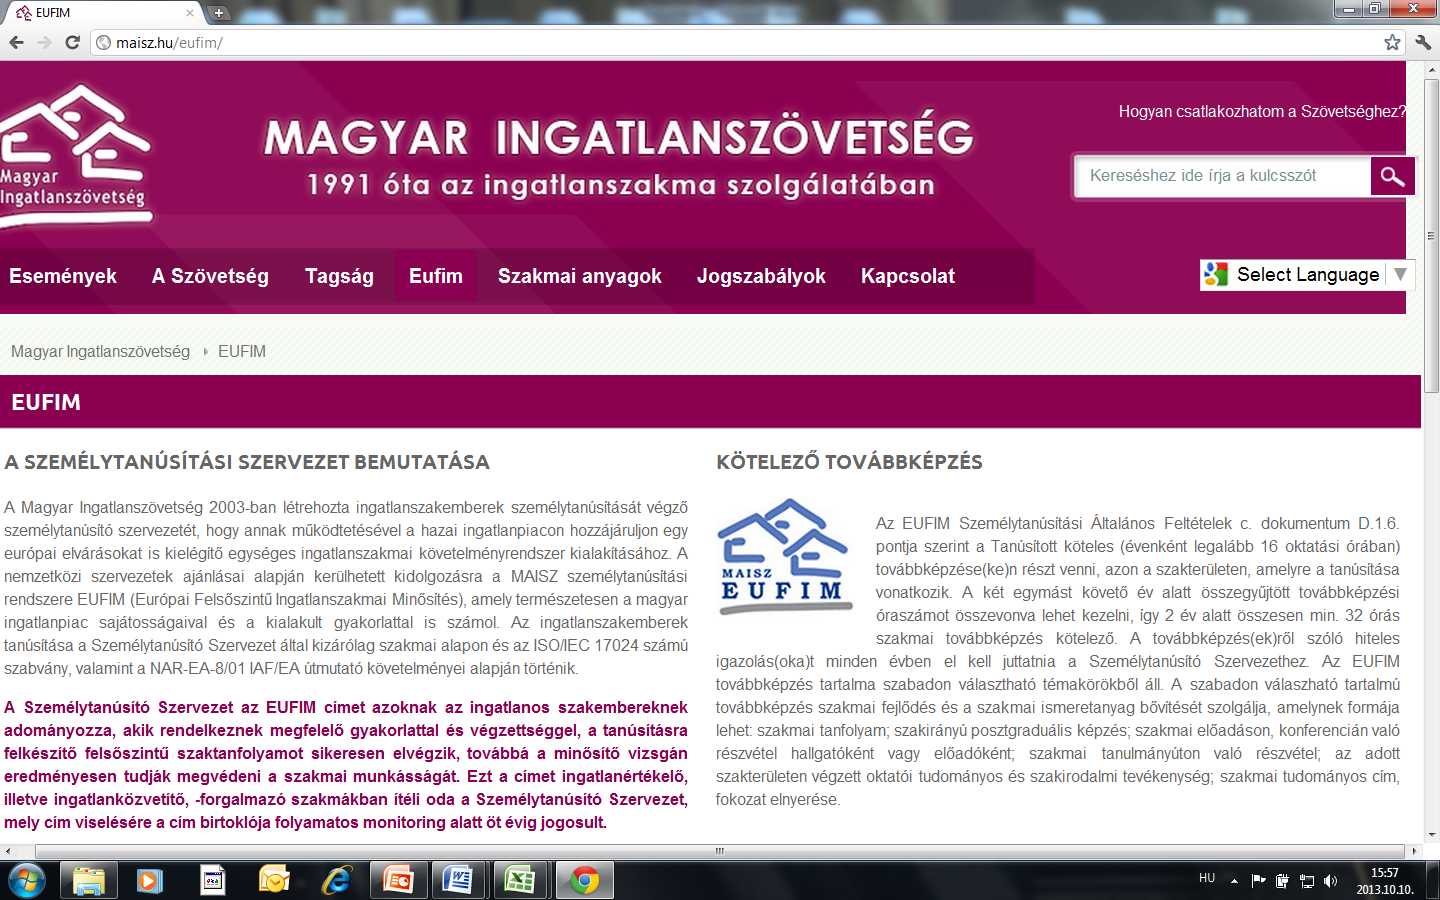 EUFIM
maisz.hu/eufim/
Magyar
Ingatlanszövetség
MAGYAR INGATLANSZÖVETSÉG
1991 óta az ingatlanszakma szolgálatában
Hogyan csatlakozhatom a Szövetséghez?
Kereséshez ide írja a kulcsszót
Események A Szövetség Tagság Eufim Szakmai anyagok Jogszabályok Kapcsolat
Select Language
Magyar Ingatlanszövetség EUFIM
EUFIM
A SZEMÉLYTANÚSÍTÁSI SZERVEZET BEMUTATÁSA
A Magyar Ingatlanszövetség 2003-ban létrehozta ingatlanszakemberek személytanúsítását végző
személytanúsító szervezetét, hogy annak működtetésével a hazai ingatlanpiacon hozzájáruljon egy
európai elvárásokat is kielégítő egységes ingatlanszakmai követelményrendszer kialakításához. A
nemzetközi szervezetek ajánlásai alapján kerülhetett kidolgozásra a MAISZ személytanúsítási
rendszere EUFIM (Európai Felsőszintű Ingatlanszakmai Minősítés), amely természetesen a magyar
ingatlanpiac sajátosságaival és a kialakult gyakorlattal is számol. Az ingatlanszakemberek
tanúsítása a Személytanúsító Szervezet által kizárólag szakmai alapon és az ISO/IEC 17024 számú
szabvány, valamint a NAR-EA-8/01 IAF/EA útmutató követelményei alapján történik.
A Személytanúsító Szervezet az EUFIM címet azoknak az ingatlanos szakembereknek
adományozza, akik rendelkeznek megfelelő gyakorlattal és végzettséggel, a tanúsításra
felkészítő felsőszintű szaktanfolyamot sikeresen elvégzik, továbbá a minősítő vizsgán
eredményesen tudják megvédeni a szakmai munkásságát. Ezt a címet ingatlanértékelő,
illetve ingatlanközvetítő, -forgalmazó szakmákban ítéli oda a Személytanúsító Szervezet,
mely cím viselésére a cím birtoklója folyamatos monitoring alatt öt évig jogosult.
KÖTELEZŐ TOVÁBBKÉPZÉS
MAISZ
EUFIM
Az EUFIM Személytanúsítási Általános Feltételek c. dokumentum D.1.6.
pontja szerint a Tanúsított köteles (évenként legalább 16 oktatási órában)
továbbképzése(ke)n részt venni, azon a szakterületen, amelyre a tanúsítása
vonatkozik. A két egymást követő év alatt összegyűjtött továbbképzési
óraszámot összevonva lehet kezelni, így 2 év alatt összesen min. 32 órás
szakmai továbbképzés kötelező. A továbbképzés(ek)ről szóló hiteles
igazolás(oka)t minden évben el kell juttatnia a Személytanúsító Szervezethez. Az EUFIM
továbbképzés tartalma szabadon választható témakörökből áll. A szabadon válaszható tartalmú
továbbképzés szakmai fejlődés és a szakmai ismeretanyag bővítését szolgálja, amelynek formája
lehet: szakmai tanfolyam; szakirányú posztgraduális képzés; szakmai előadáson, konferencián való
részvétel hallgatóként vagy előadóként; szakmai tanulmányúton való részvétel; az adott
szakterületen végzett oktatói tudományos és szakirodalmi tevékenység; szakmai tudományos cím,
fokozat elnyerése.
HU
15:57
2013.10.10.